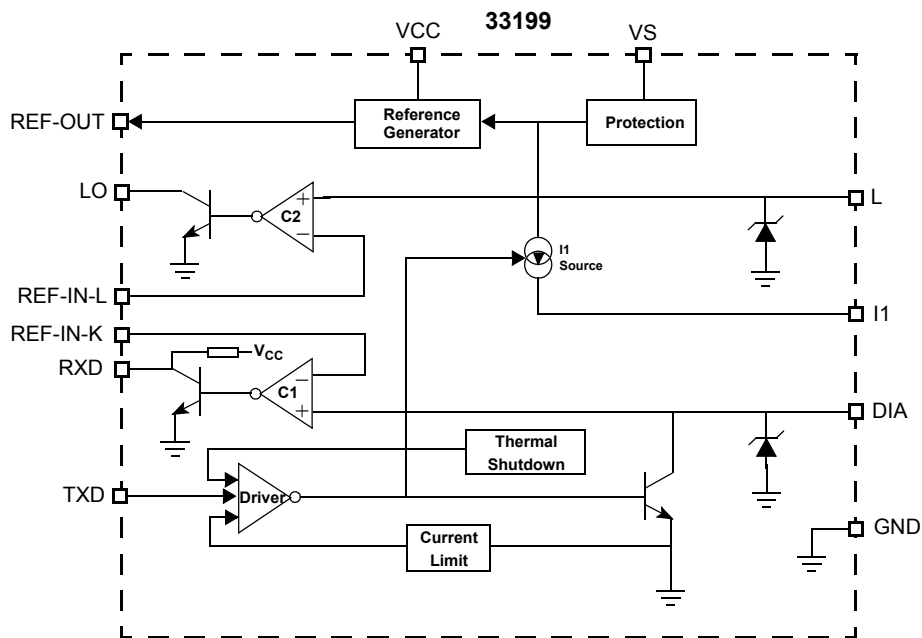 33199
VCC
VS
REF-OUT
Reference
Generator
Protection
LO
+
C2
−
L
I1
Source
REF-IN-L
I1
REF-IN-K
VCC
RXD
−
C1
+
DIA
Thermal
Shutdown
TXD
Driver
GND
Current
Limit